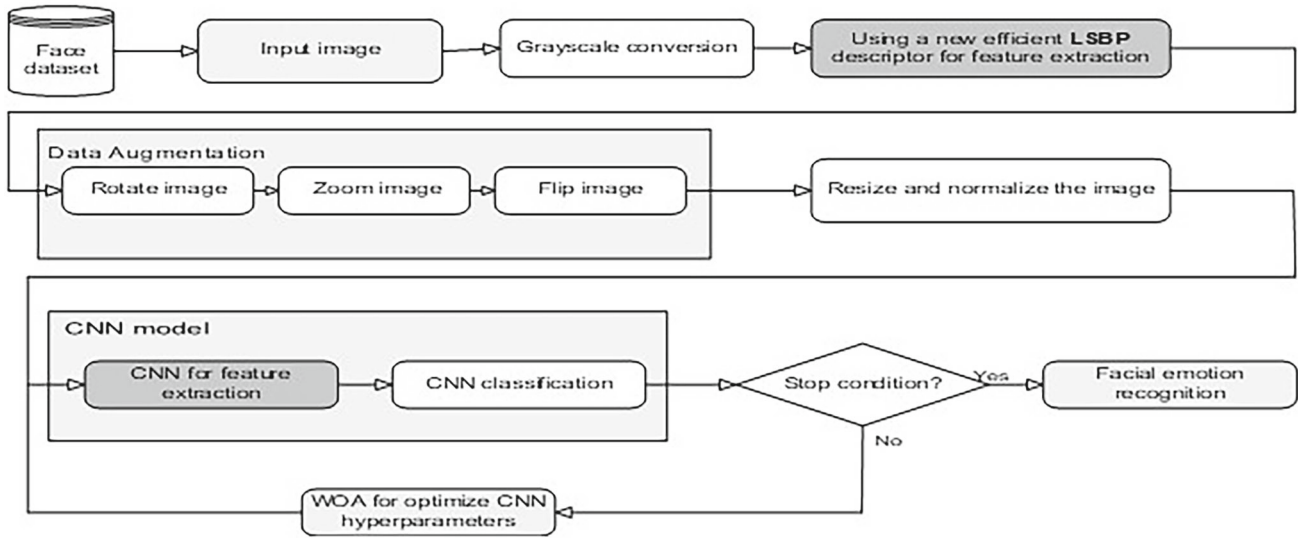 Face
dataset
Input image
Grayscale conversion
Using a new efficient LSBP
descriptor for feature extraction
Data Augmentation
Rotate image
Zoom image
Flip image
Resize and normalize the image
CNN model
CNN for feature
extraction
CNN classification
Stop condition?
Yes
Facial emotion
recognition
No
WOA for optimize CNN
hyperparameters